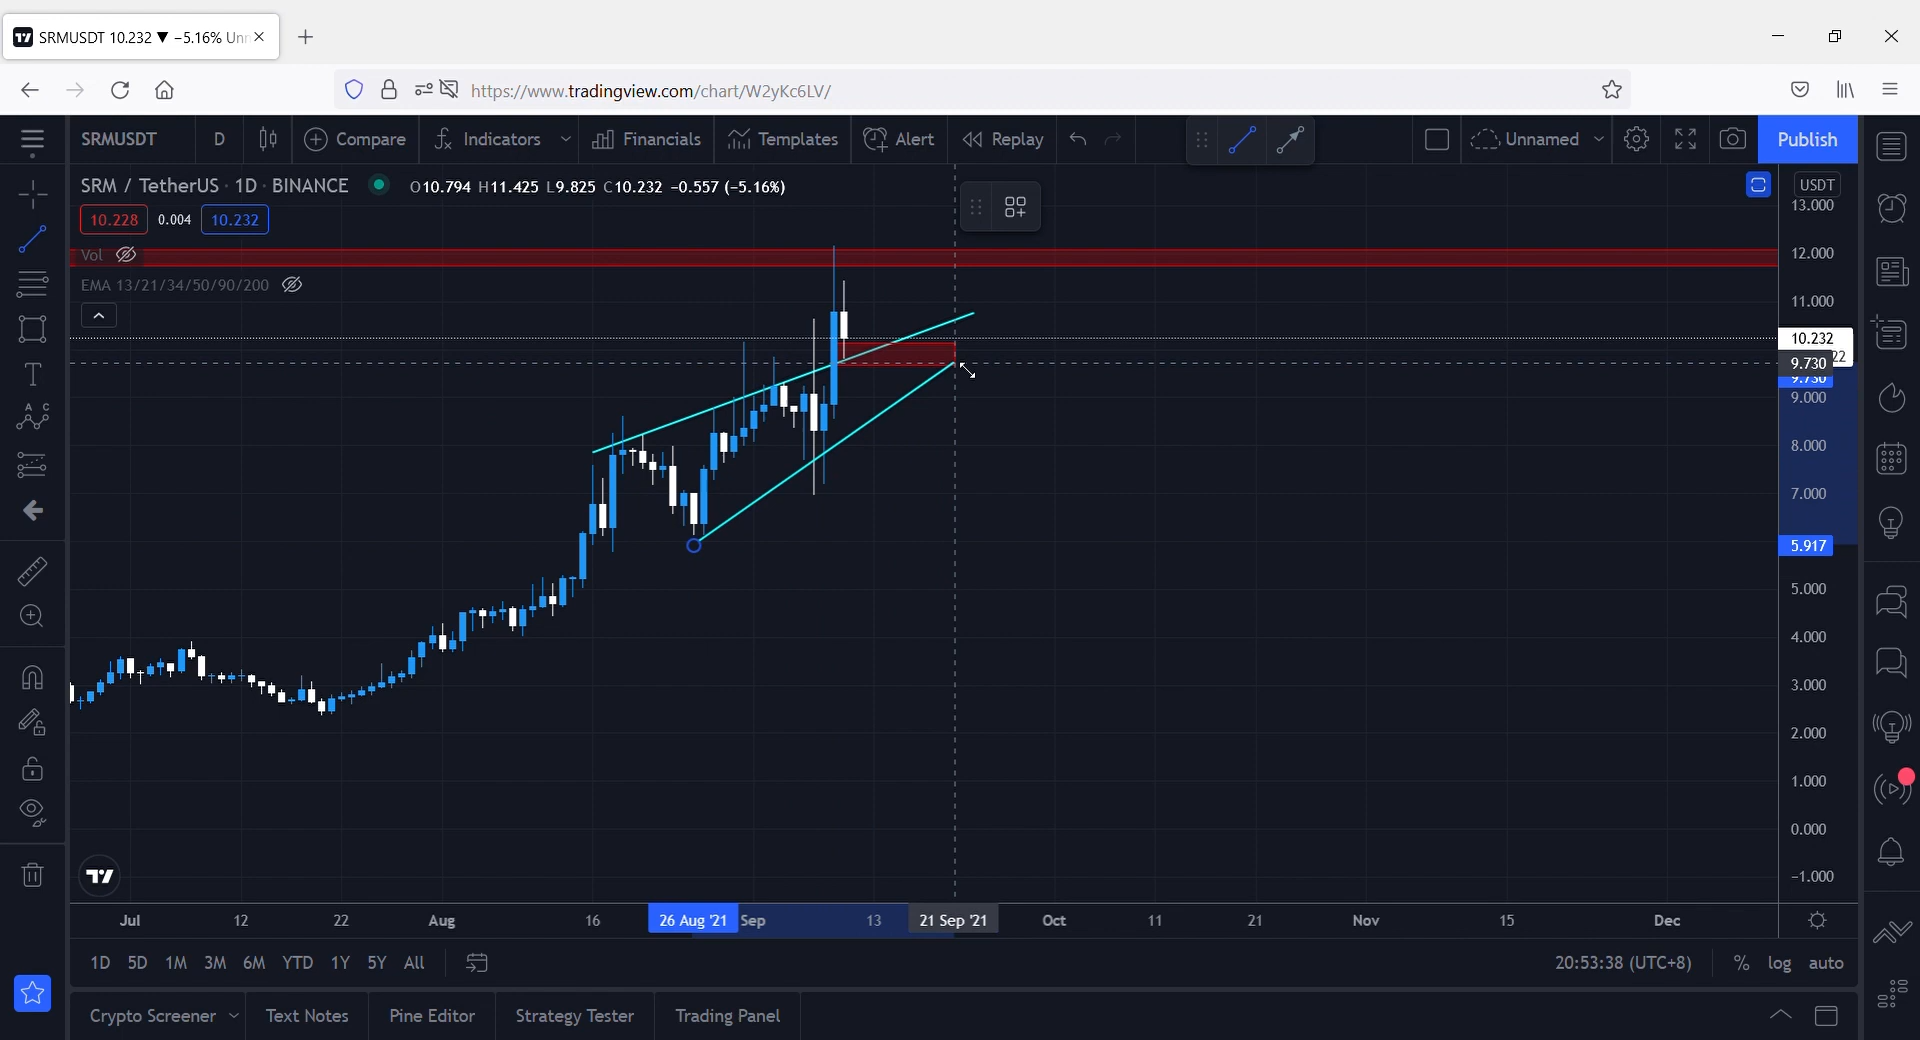 SRMUSDT 10.232 ▼ −5.16% Unn
https://www.tradingview.com/chart/W2yKc6LV/
SRMUSDT D Compare Indicators Financials Templates Alert Replay Unnamed Publish
SRM / TetherUS · 1D · BINANCE O10.794 H11.425 L9.825 C10.232 −0.557 (−5.16%)
USDT
13.000
10.228 0.004 10.232
Vol
12.000
EMA 13/21/34/50/90/200
11.000
10.232
22
9.730
9.730
9.000
8.000
7.000
5.917
5.000
4.000
3.000
2.000
1.000
0.000
−1.000
Jul 12 22 Aug 16 26 Aug '21 Sep 13 21 Sep '21 Oct 11 21 Nov 15 Dec
1D 5D 1M 3M 6M YTD 1Y 5Y All 20:53:38 (UTC+8) % log auto
Crypto Screener Text Notes Pine Editor Strategy Tester Trading Panel